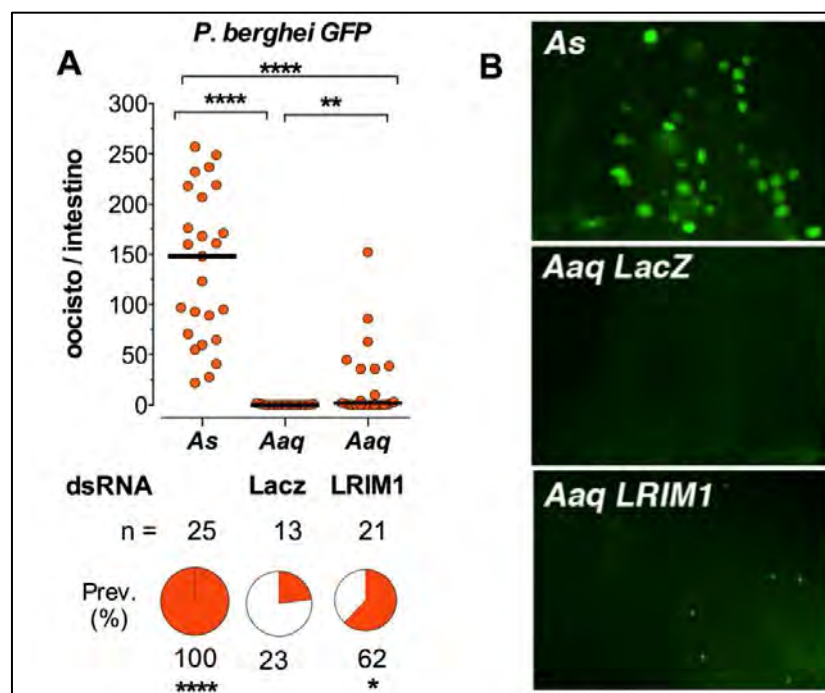 P. berghei GFP
A
****
****
**
oocisto / intestino
300
250
200
150
100
50
0
As Aaq Aaq
dsRNA Lacz LRIM1
n = 25 13 21
Prev.
(%)
100 23 62
**** *
B
As
Aaq LacZ
Aaq LRIM1